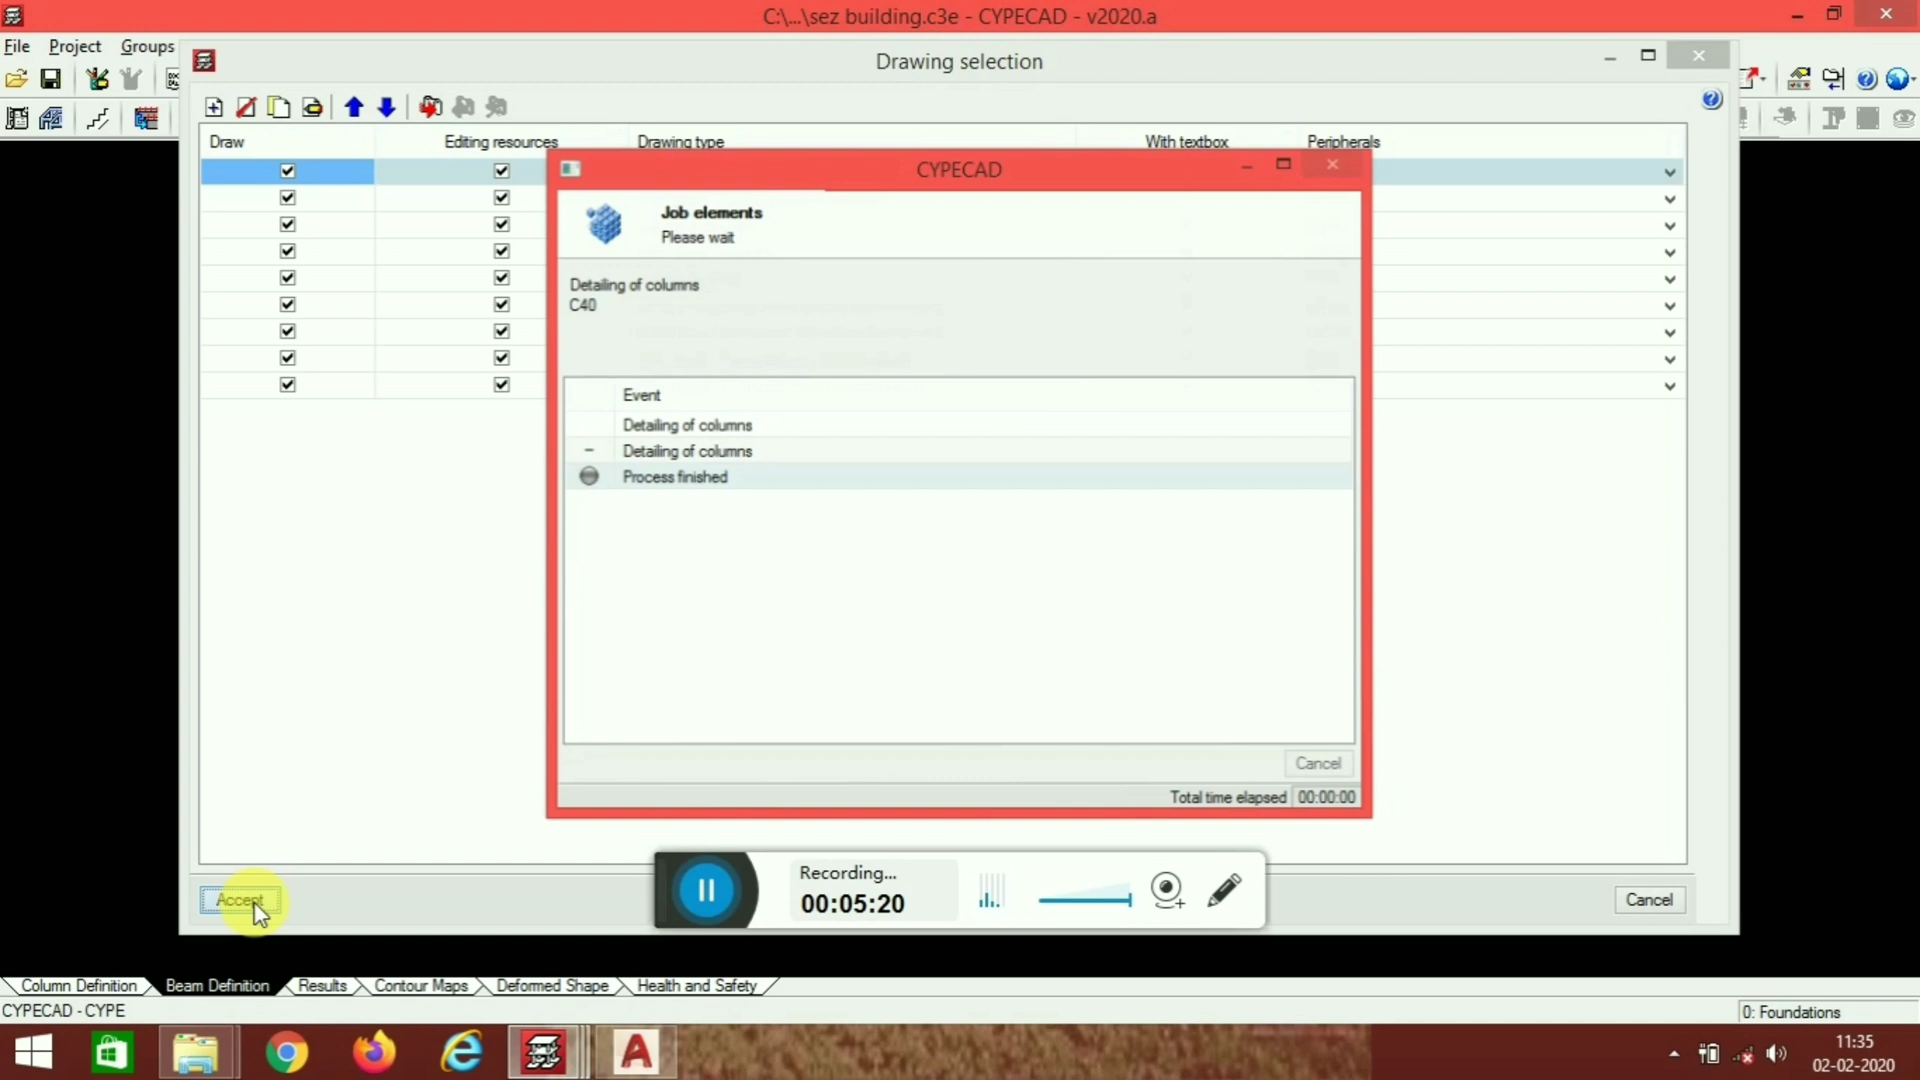 C:\...\sez building.c3e - CYPECAD - v2020.a
File Project Groups
Drawing selection
Draw Editing resources Drawing type With textbox Peripherals
CYPECAD
Job elements
Please wait
Detailing of columns
C40
Event
Detailing of columns
Detailing of columns
Process finished
Cancel
Total time elapsed 00:00:00
Recording...
00:05:20
Accept
Cancel
Column Definition Beam Definition Results Contour Maps Deformed Shape Health and Safety
CYPECAD - CYPE
0: Foundations
11:35
02-02-2020